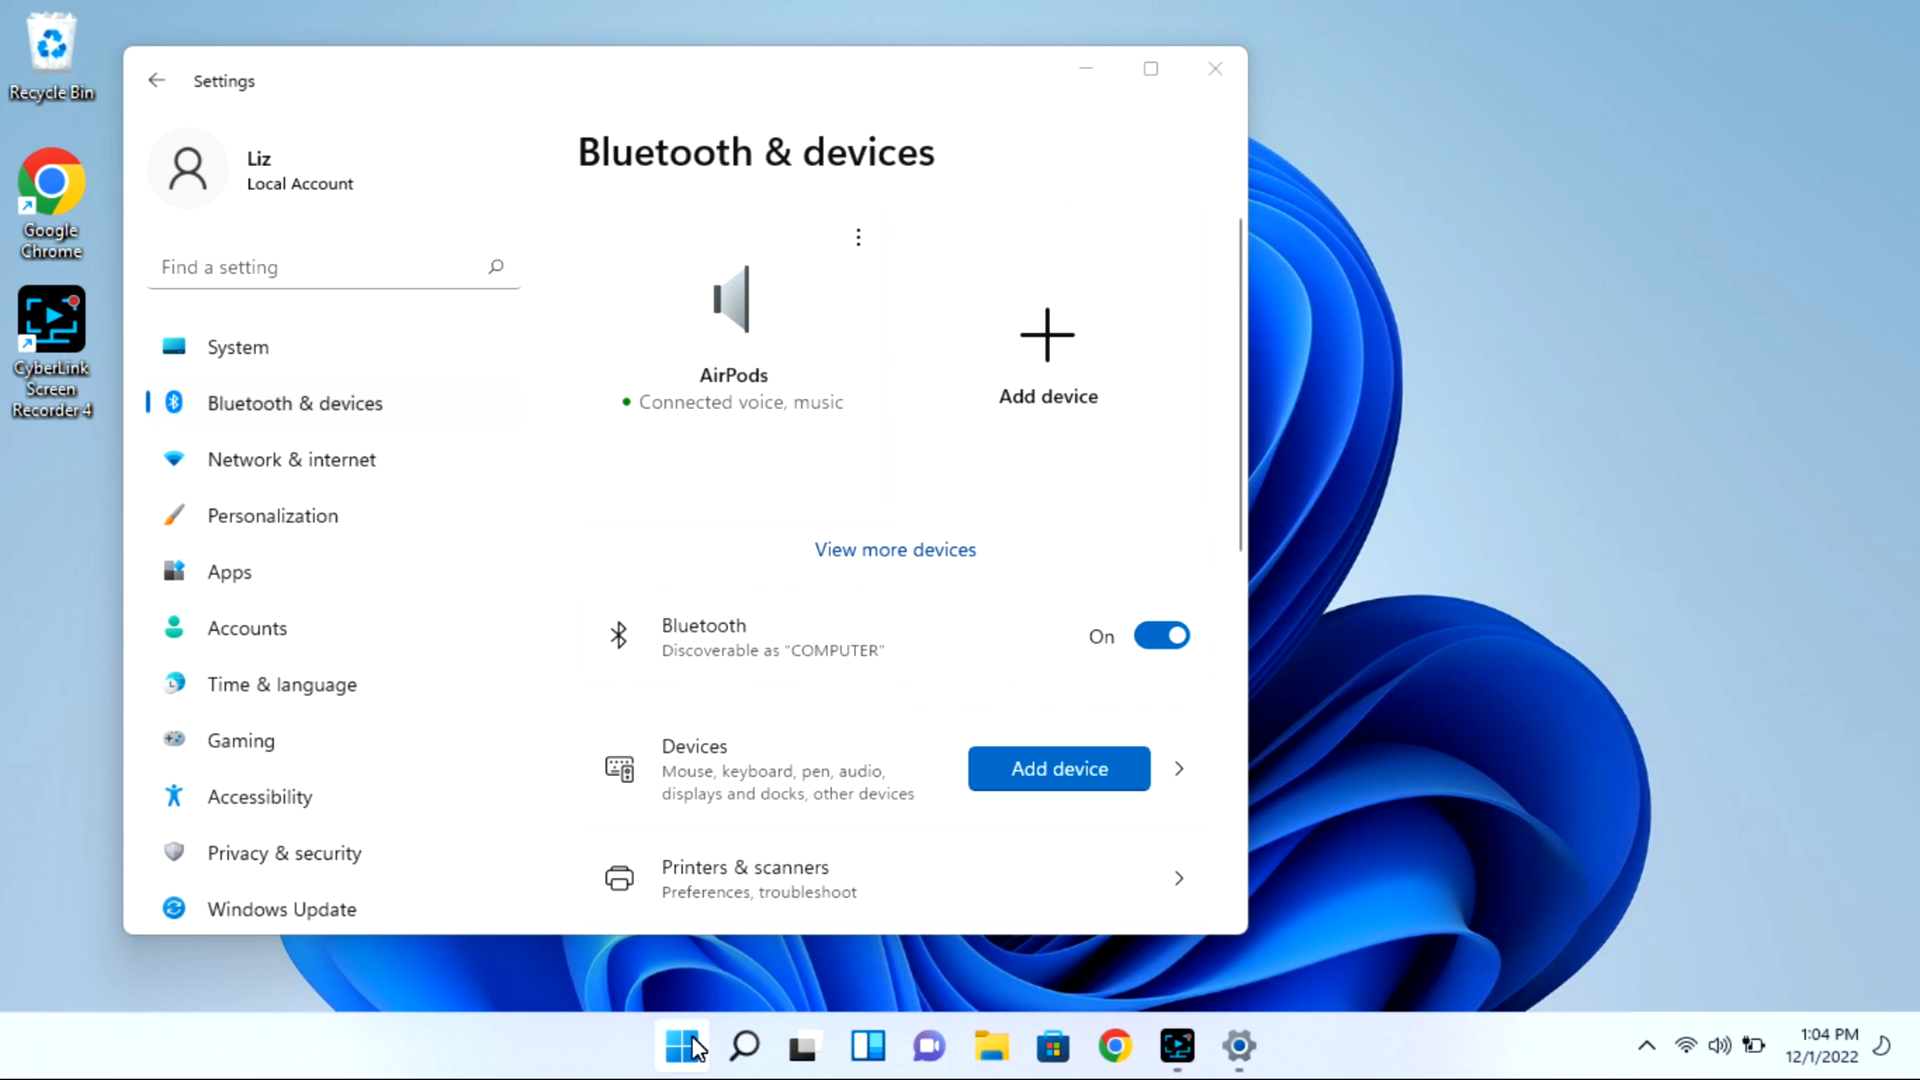 Recycle Bin
Google
Chrome
CyberLink
Screen
Recorder 4
Settings
Liz
Local Account
Find a setting
System
Bluetooth & devices
Network & internet
Personalization
Apps
Accounts
Time & language
Gaming
Accessibility
Privacy & security
Windows Update
Bluetooth & devices
AirPods
Connected voice, music
Add device
View more devices
Bluetooth
Discoverable as “COMPUTER”
On
Devices
Mouse, keyboard, pen, audio,
displays and docks, other devices
Add device
Printers & scanners
Preferences, troubleshoot
1:04 PM
12/1/2022